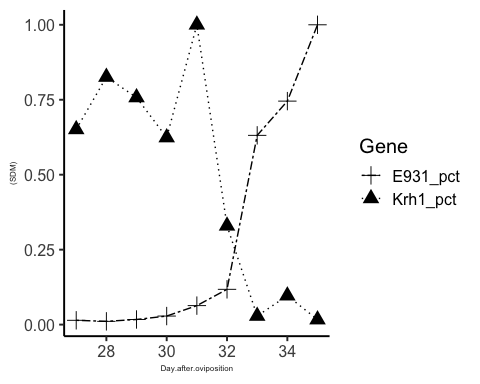 1.00
0.75
0.50
0.25
0.00
(SDM)
28 30 32 34
Day.after.oviposition
Gene
E931_pct
Krh1_pct